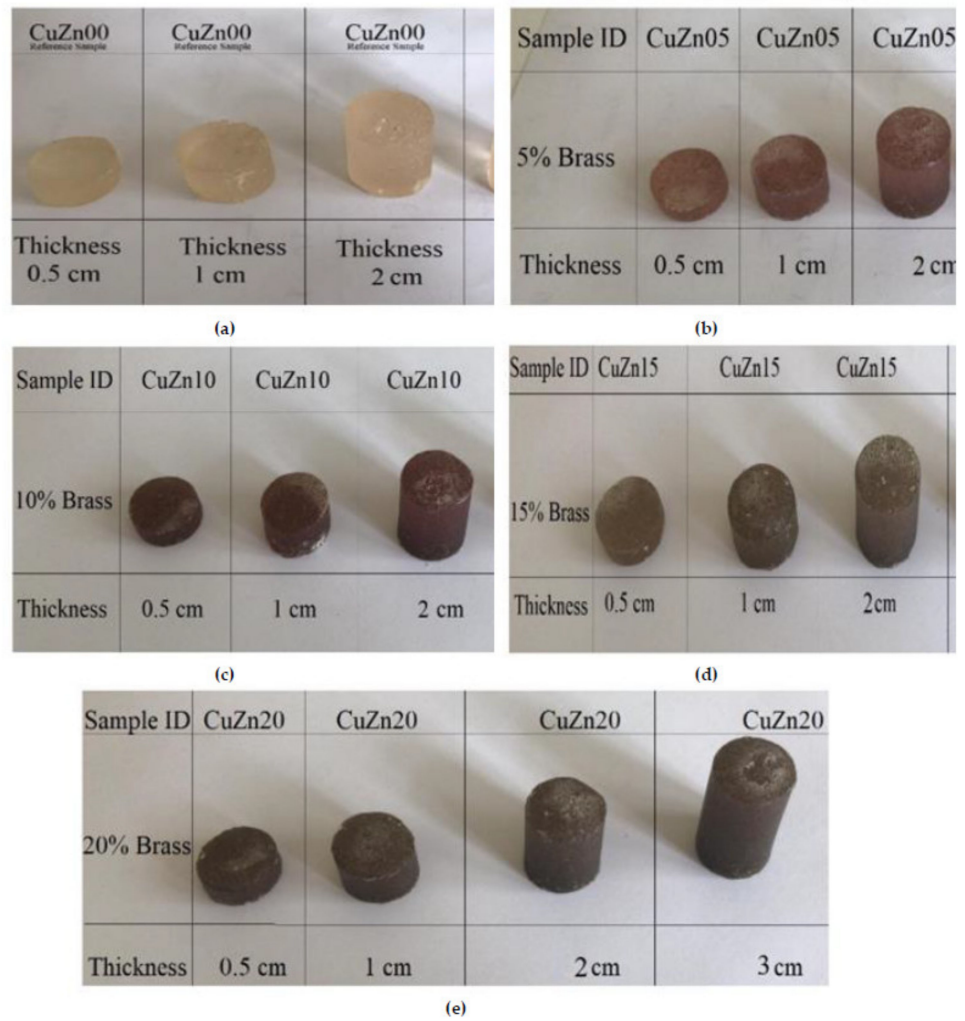 CuZn00 CuZn00 CuZn00
Reference Sample Reference Sample Reference Sample
Thickness Thickness Thickness
0.5 cm 1 cm 2 cm
(a)
Sample ID CuZn05 CuZn05 CuZn05
5% Brass
Thickness 0.5 cm 1 cm 2 cm
(b)
Sample ID CuZn10 CuZn10 CuZn10
10% Brass
Thickness 0.5 cm 1 cm 2 cm
(c)
Sample ID CuZn15 CuZn15 CuZn15
15% Brass
Thickness 0.5 cm 1 cm 2cm
(d)
Sample ID CuZn20 CuZn20 CuZn20 CuZn20
20% Brass
Thickness 0.5 cm 1 cm 2 cm 3 cm
(e)